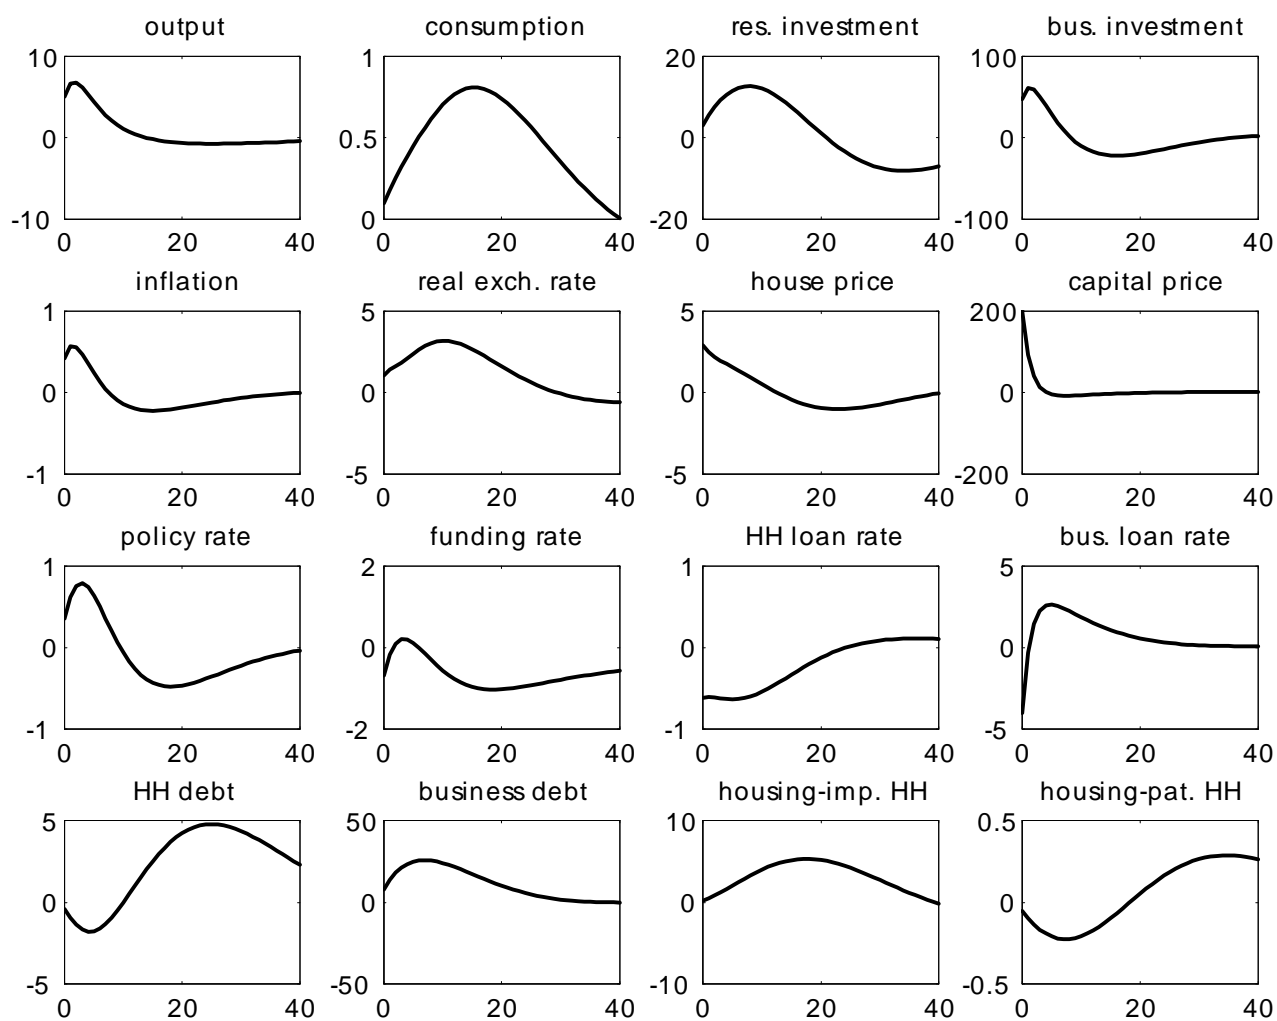 output consumption res. investment bus. investment
10 1 20 100
0 0.5 0 0
-10 0 -20 -100
0 20 40 0 20 40 0 20 40 0 20 40
inflation real exch. rate house price capital price
1 5 5 200
0 0 0 0
-1 -5 -5 -200
0 20 40 0 20 40 0 20 40 0 20 40
policy rate funding rate HH loan rate bus. loan rate
1 2 1 5
0 0 0 0
-1 -2 -1 -5
0 20 40 0 20 40 0 20 40 0 20 40
HH debt business debt housing-imp. HH housing-pat. HH
5 50 10 0.5
0 0 0 0
-5 -50 -10 -0.5
0 20 40 0 20 40 0 20 40 0 20 40